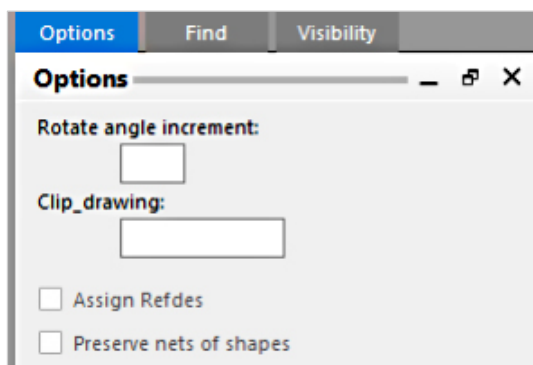 Options Find Visibility
Options
Rotate angle increment:
Clip_drawing:
Assign Refdes
Preserve nets of shapes